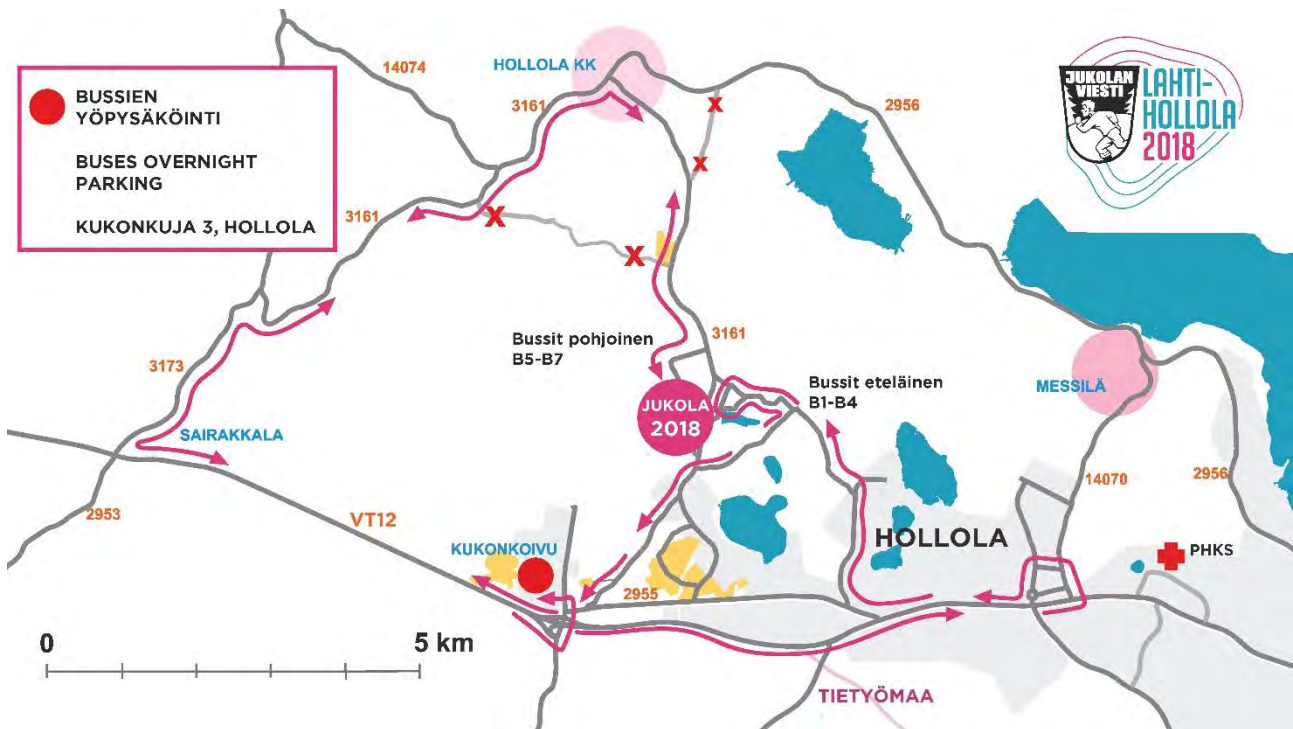 BUSSIEN
YÖPYSÄKÖINTI
BUSES OVERNIGHT
PARKING
KUKONKUJA 3, HOLLOLA
14074
HOLLOLA KK
3161
2956
JUKOLAN
VIESTI
LAHTI-
HOLLOLA
2018
3161
3173
SAIRAKKALA
2953
VT12
Bussit pohjoinen
B5-B7
3161
JUKOLA
2018
Bussit eteläinen
B1-B4
MESSILÄ
14070
2956
HOLLOLA
PHKS
KUKONKOIVU
2955
0
5 km
TIETYÖMAA